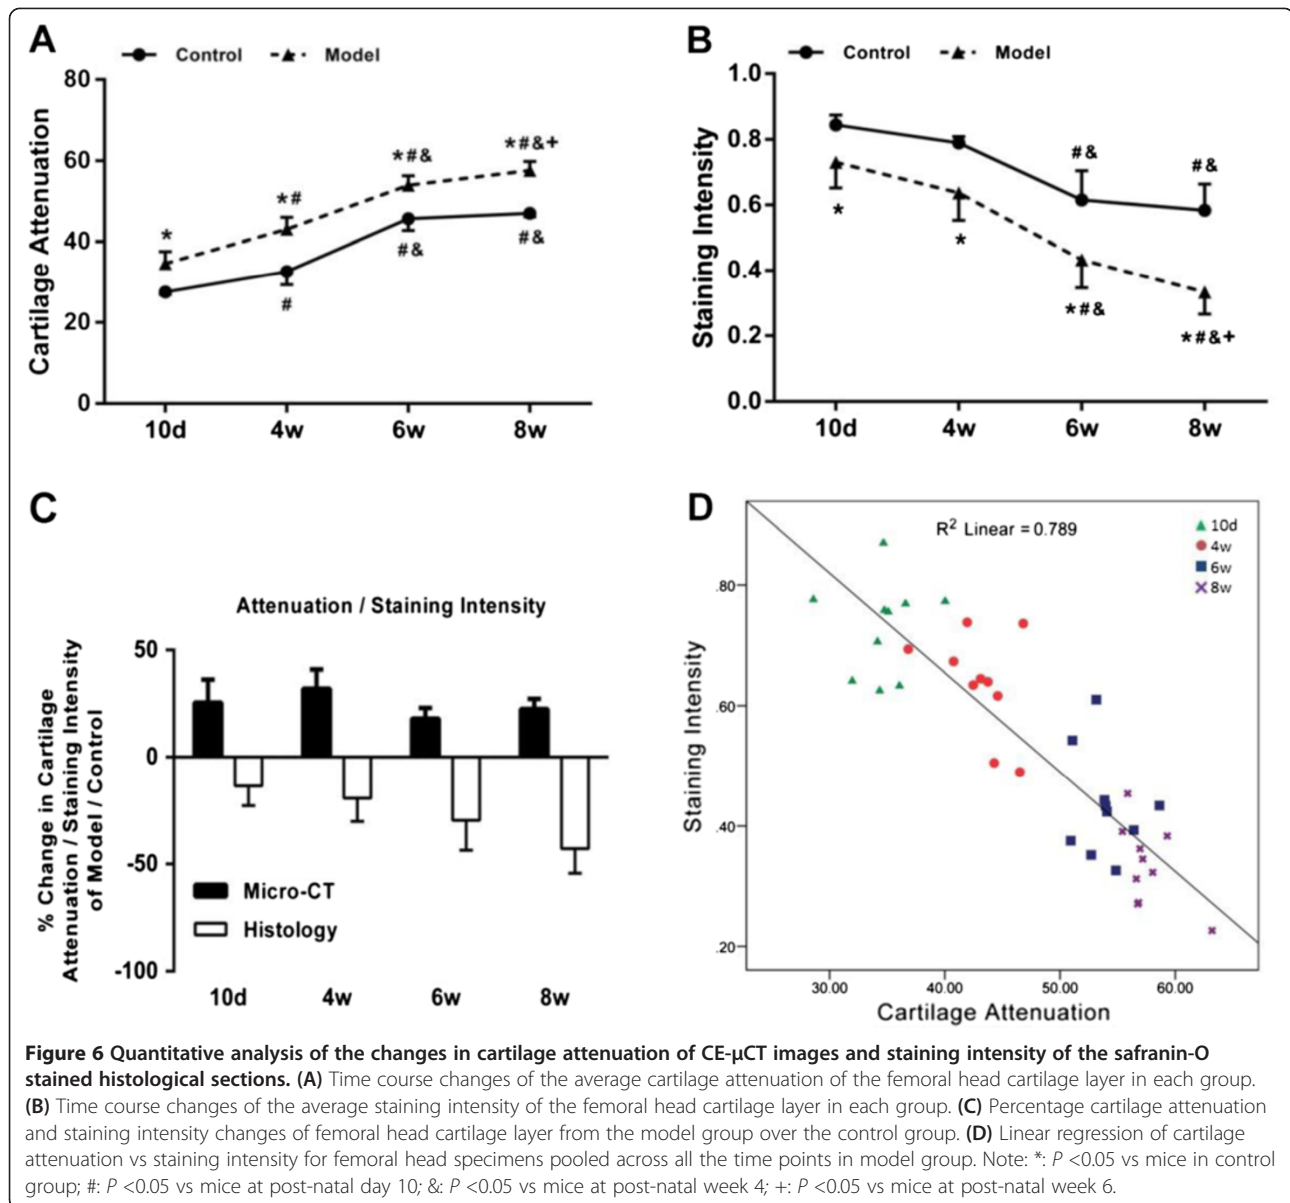 A
Control Model
Cartilage Attenuation
80
60
40
20
0
*
*#
*#&
*#&+
#
#&
#&
10d 4w 6w 8w
B
Control Model
Staining Intensity
1.0
0.8
0.6
0.4
0.2
0.0
#&
#&
*
*
*#&
*#&+
10d 4w 6w 8w
C
Attenuation / Staining Intensity
% Change in Cartilage
Attenuation / Staining Intensity
of Model / Control
50
0
-50
-100
Micro-CT
Histology
10d 4w 6w 8w
D
R² Linear = 0.789
10d
4w
6w
8w
Staining Intensity
.80
.60
.40
.20
30.00 40.00 50.00 60.00
Cartilage Attenuation
Figure 6 Quantitative analysis of the changes in cartilage attenuation of CE-μCT images and staining intensity of the safranin-O
stained histological sections. (A) Time course changes of the average cartilage attenuation of the femoral head cartilage layer in each group.
(B) Time course changes of the average staining intensity of the femoral head cartilage layer in each group. (C) Percentage cartilage attenuation
and staining intensity changes of femoral head cartilage layer from the model group over the control group. (D) Linear regression of cartilage
attenuation vs staining intensity for femoral head specimens pooled across all the time points in model group. Note: *: P <0.05 vs mice in control
group; #: P <0.05 vs mice at post-natal day 10; &: P <0.05 vs mice at post-natal week 4; +: P <0.05 vs mice at post-natal week 6.